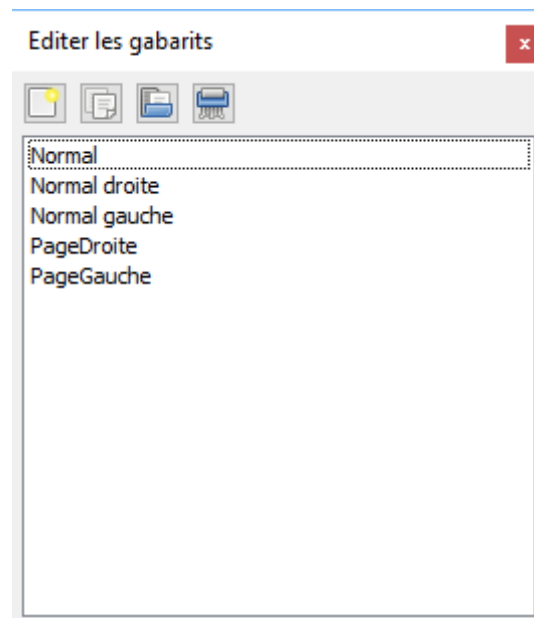 Editer les gabarits
x
Normal
Normal droite
Normal gauche
PageDroite
PageGauche